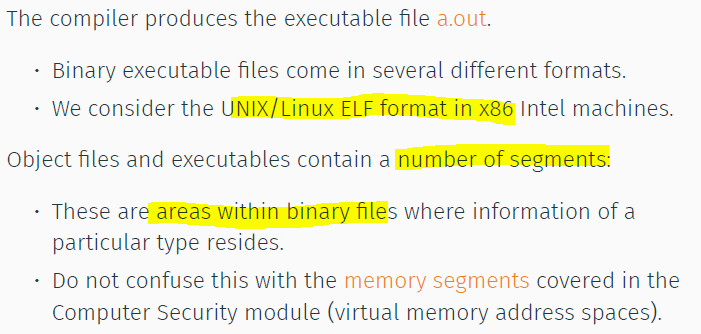 The compiler produces the executable file a.out.
• Binary executable files come in several different formats.
• We consider the UNIX/Linux ELF format in x86 Intel machines.
Object files and executables contain a number of segments:
• These are areas within binary files where information of a
particular type resides.
• Do not confuse this with the memory segments covered in the
Computer Security module (virtual memory address spaces).